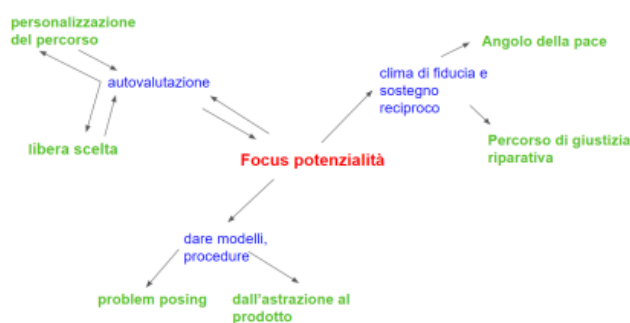 personalizzazione
del percorso
autovalutazione
libera scelta
Angolo della pace
clima di fiducia e
sostegno
reciproco
Percorso di giustizia
riparativa
Focus potenzialità
dare modelli,
procedure
problem posing
dall'astrazione al
prodotto